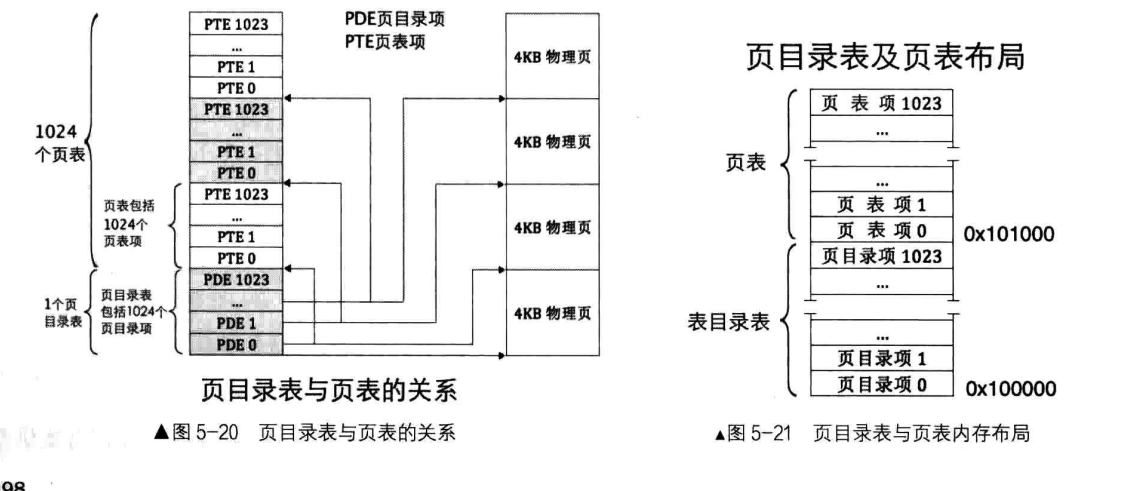 PDE页目录项
PTE页表项
PTE 1023
...
PTE 1
PTE 0
PTE 1023
...
PTE 1
PTE 0
PTE 1023
...
PTE 1
PTE 0
PDE 1023
...
PDE 1
PDE 0
1024
个页表
页表包括
1024个
页表项
1个页
目录表
页目录表
包括1024个
页目录项
4KB 物理页
4KB 物理页
4KB 物理页
4KB 物理页
页目录表与页表的关系
▲图 5-20 页目录表与页表的关系
页目录表及页表布局
页 表 项 1023
...
...
页 表 项 1
页 表 项 0
0x101000
页目录项 1023
...
...
页目录项 1
页目录项 0
0x100000
页表
表目录表
▲图 5-21 页目录表与页表内存布局